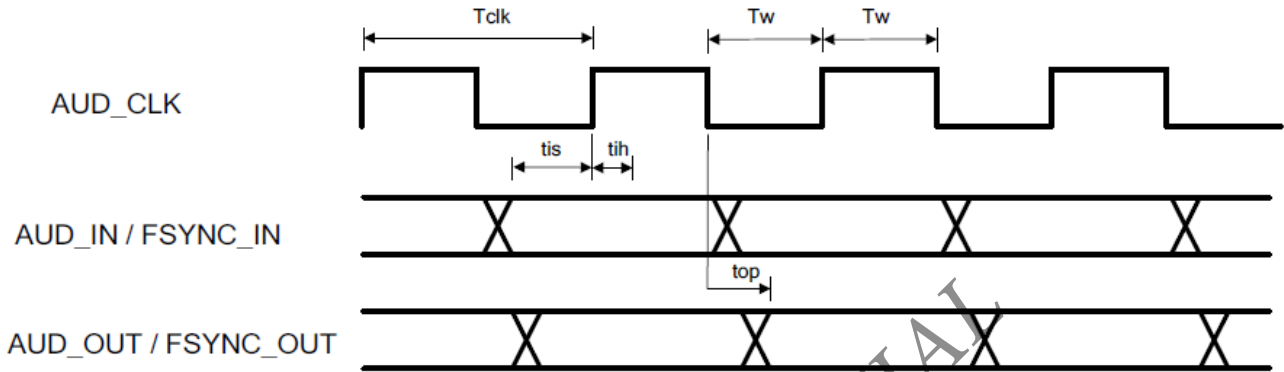 Tclk Tw Tw
AUD_CLK
tis tih
AUD_IN / FSYNC_IN
top
AUD_OUT / FSYNC_OUT